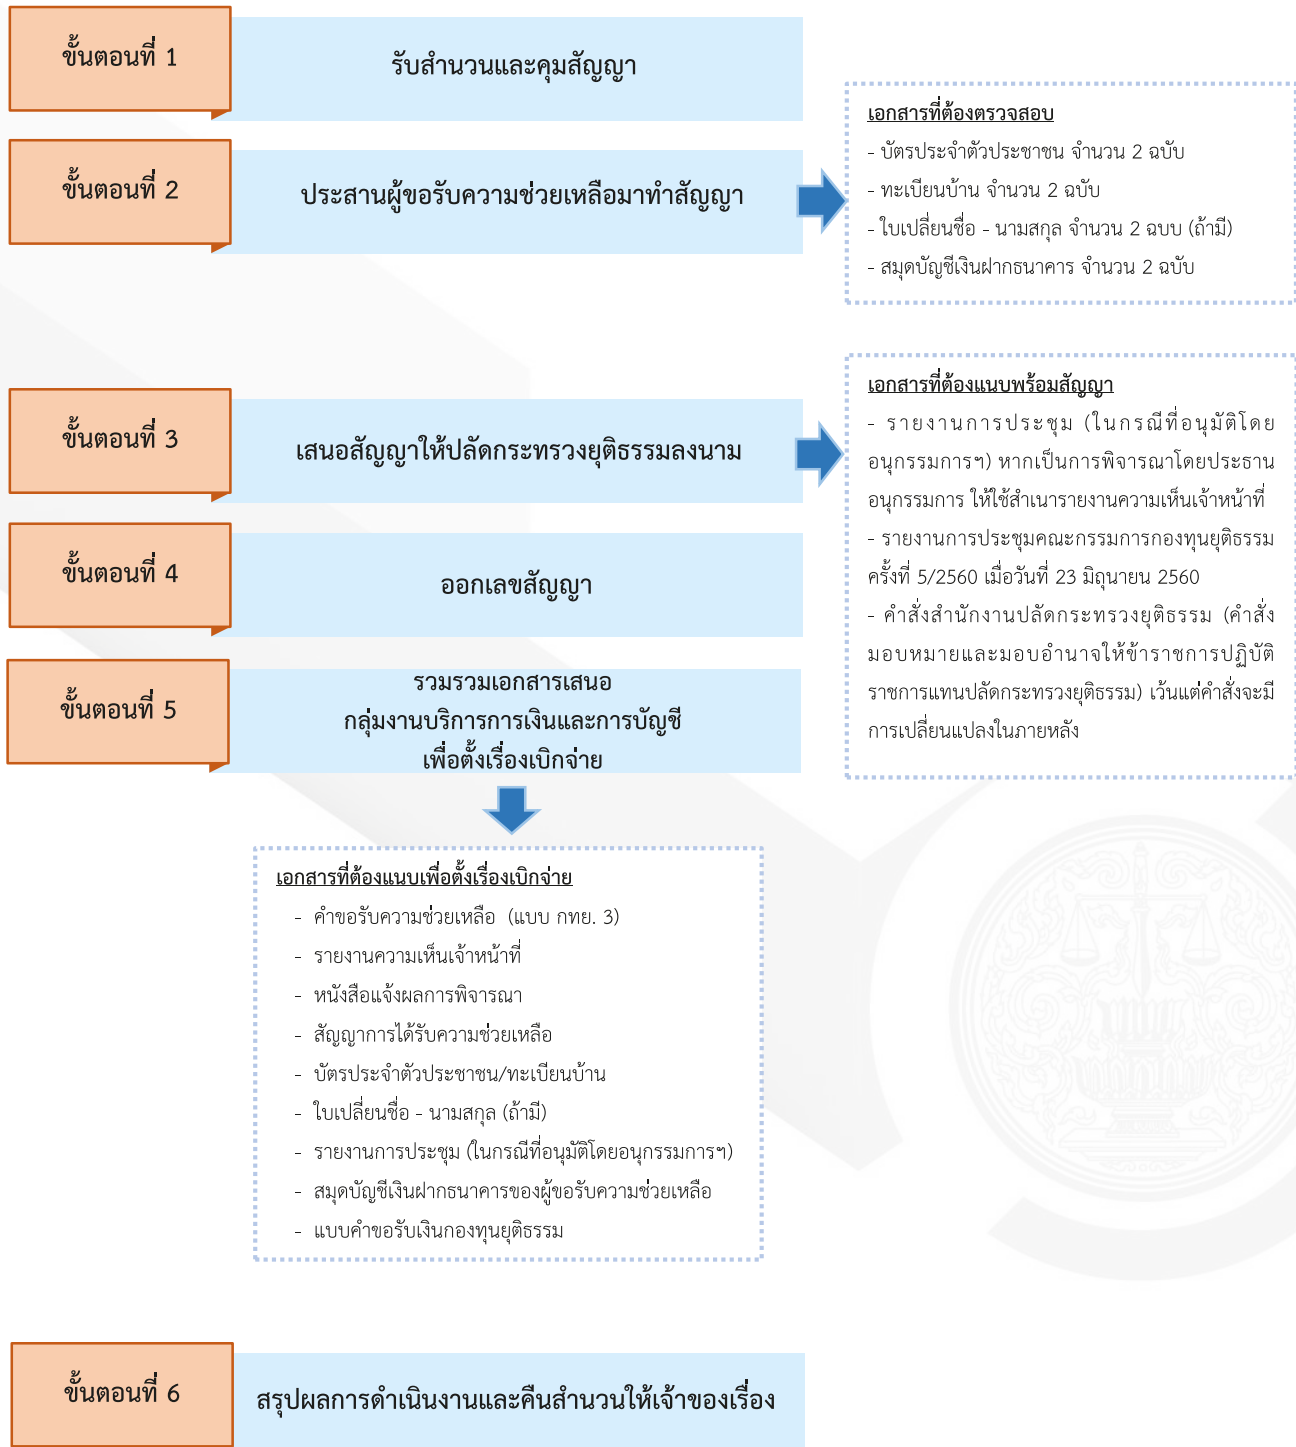 ขั้นตอนที่ 1
รับสำนวนและคุมสัญญา
ขั้นตอนที่ 2
ประสานผู้ขอรับความช่วยเหลือมาทำสัญญา
เอกสารที่ต้องตรวจสอบ
- บัตรประจำตัวประชาชน จำนวน 2 ฉบับ
- ทะเบียนบ้าน จำนวน 2 ฉบับ
- ใบเปลี่ยนชื่อ - นามสกุล จำนวน 2 ฉบบ (ถ้ามี)
- สมุดบัญชีเงินฝากธนาคาร จำนวน 2 ฉบับ
ขั้นตอนที่ 3
เสนอสัญญาให้ปลัดกระทรวงยุติธรรมลงนาม
เอกสารที่ต้องแนบพร้อมสัญญา
- รายงานการประชุม (ในกรณีที่อนุมัติโดย
อนุกรรมการฯ) หากเป็นการพิจารณาโดยประธาน
อนุกรรมการ ให้ใช้สำเนารายงานความเห็นเจ้าหน้าที่
- รายงานการประชุมคณะกรรมการกองทุนยุติธรรม
ครั้งที่ 5/2560 เมื่อวันที่ 23 มิถุนายน 2560
- คำสั่งสำนักงานปลัดกระทรวงยุติธรรม (คำสั่ง
มอบหมายและมอบอำนาจให้ข้าราชการปฏิบัติ
ราชการแทนปลัดกระทรวงยุติธรรม) เว้นแต่คำสั่งจะมี
การเปลี่ยนแปลงในภายหลัง
ขั้นตอนที่ 4
ออกเลขสัญญา
ขั้นตอนที่ 5
รวมรวมเอกสารเสนอ
กลุ่มงานบริการการเงินและการบัญชี
เพื่อตั้งเรื่องเบิกจ่าย
เอกสารที่ต้องแนบเพื่อตั้งเรื่องเบิกจ่าย
- คำขอรับความช่วยเหลือ (แบบ กทย. 3)
- รายงานความเห็นเจ้าหน้าที่
- หนังสือแจ้งผลการพิจารณา
- สัญญาการได้รับความช่วยเหลือ
- บัตรประจำตัวประชาชน/ทะเบียนบ้าน
- ใบเปลี่ยนชื่อ - นามสกุล (ถ้ามี)
- รายงานการประชุม (ในกรณีที่อนุมัติโดยอนุกรรมการฯ)
- สมุดบัญชีเงินฝากธนาคารของผู้ขอรับความช่วยเหลือ
- แบบคำขอรับเงินกองทุนยุติธรรม
ขั้นตอนที่ 6
สรุปผลการดำเนินงานและคืนสำนวนให้เจ้าของเรื่อง